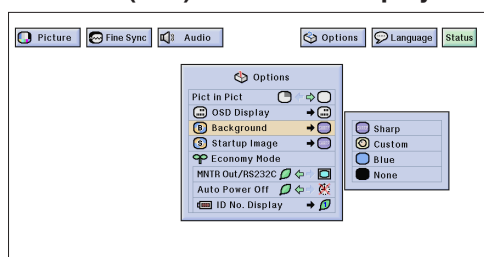 Picture Fine Sync Audio Options Language Status
Options
Pict in Pict
OSD Display
B Background
S Startup Image
Economy Mode
MNTR Out/RS232C
Auto Power Off
ID No. Display 1
Sharp
Custom
Blue
None